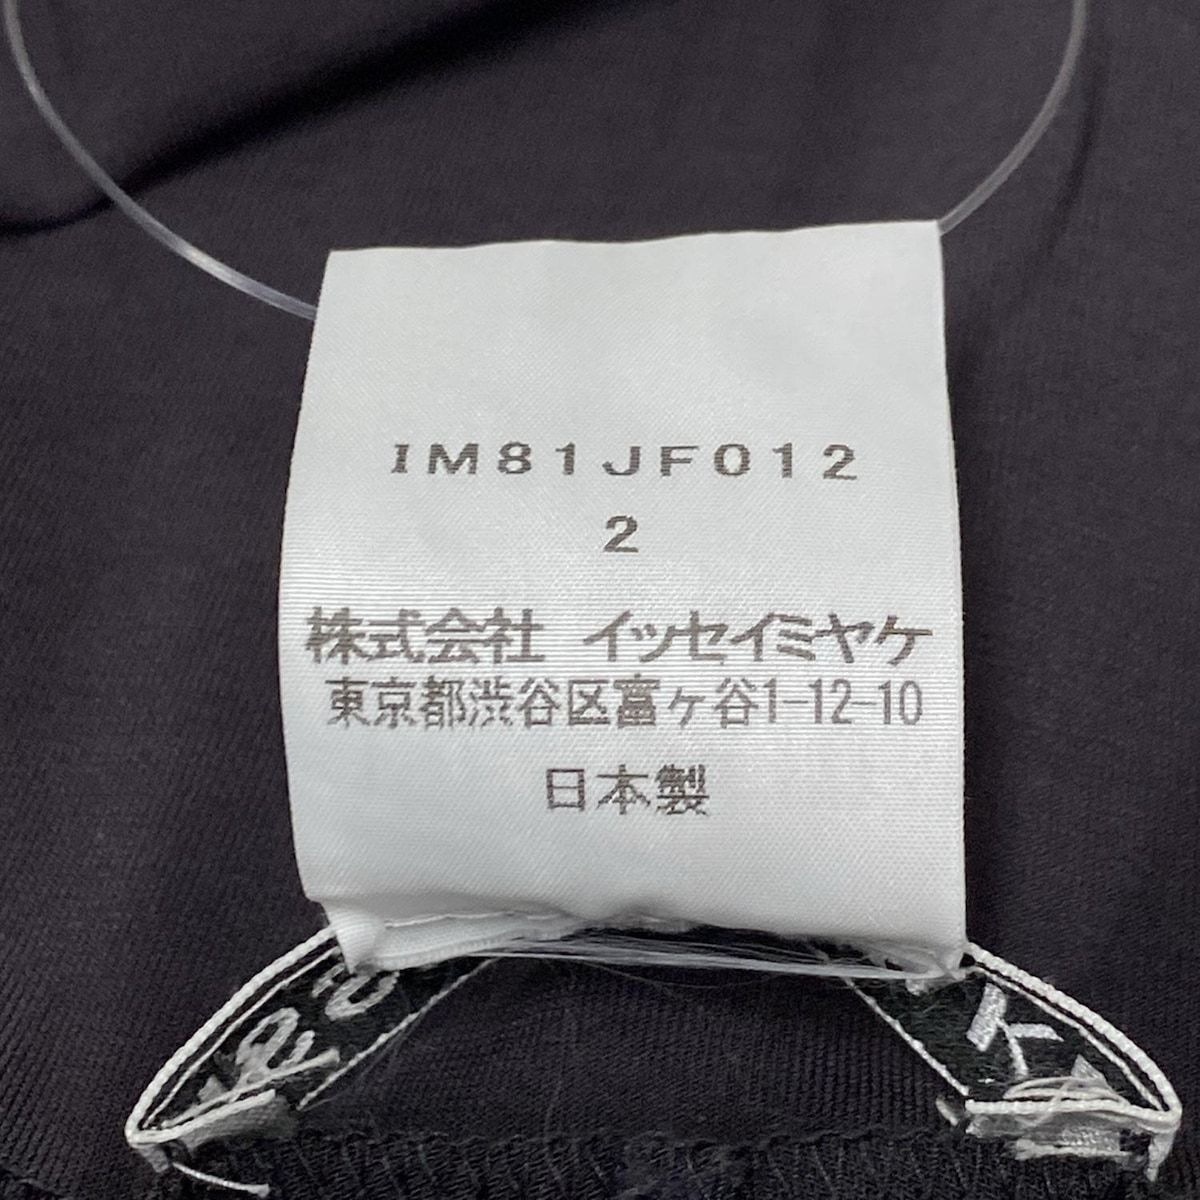 IM81JF012
2
株式会社 イッセイミヤケ
東京都渋谷区富ヶ谷1-12-10
日本製